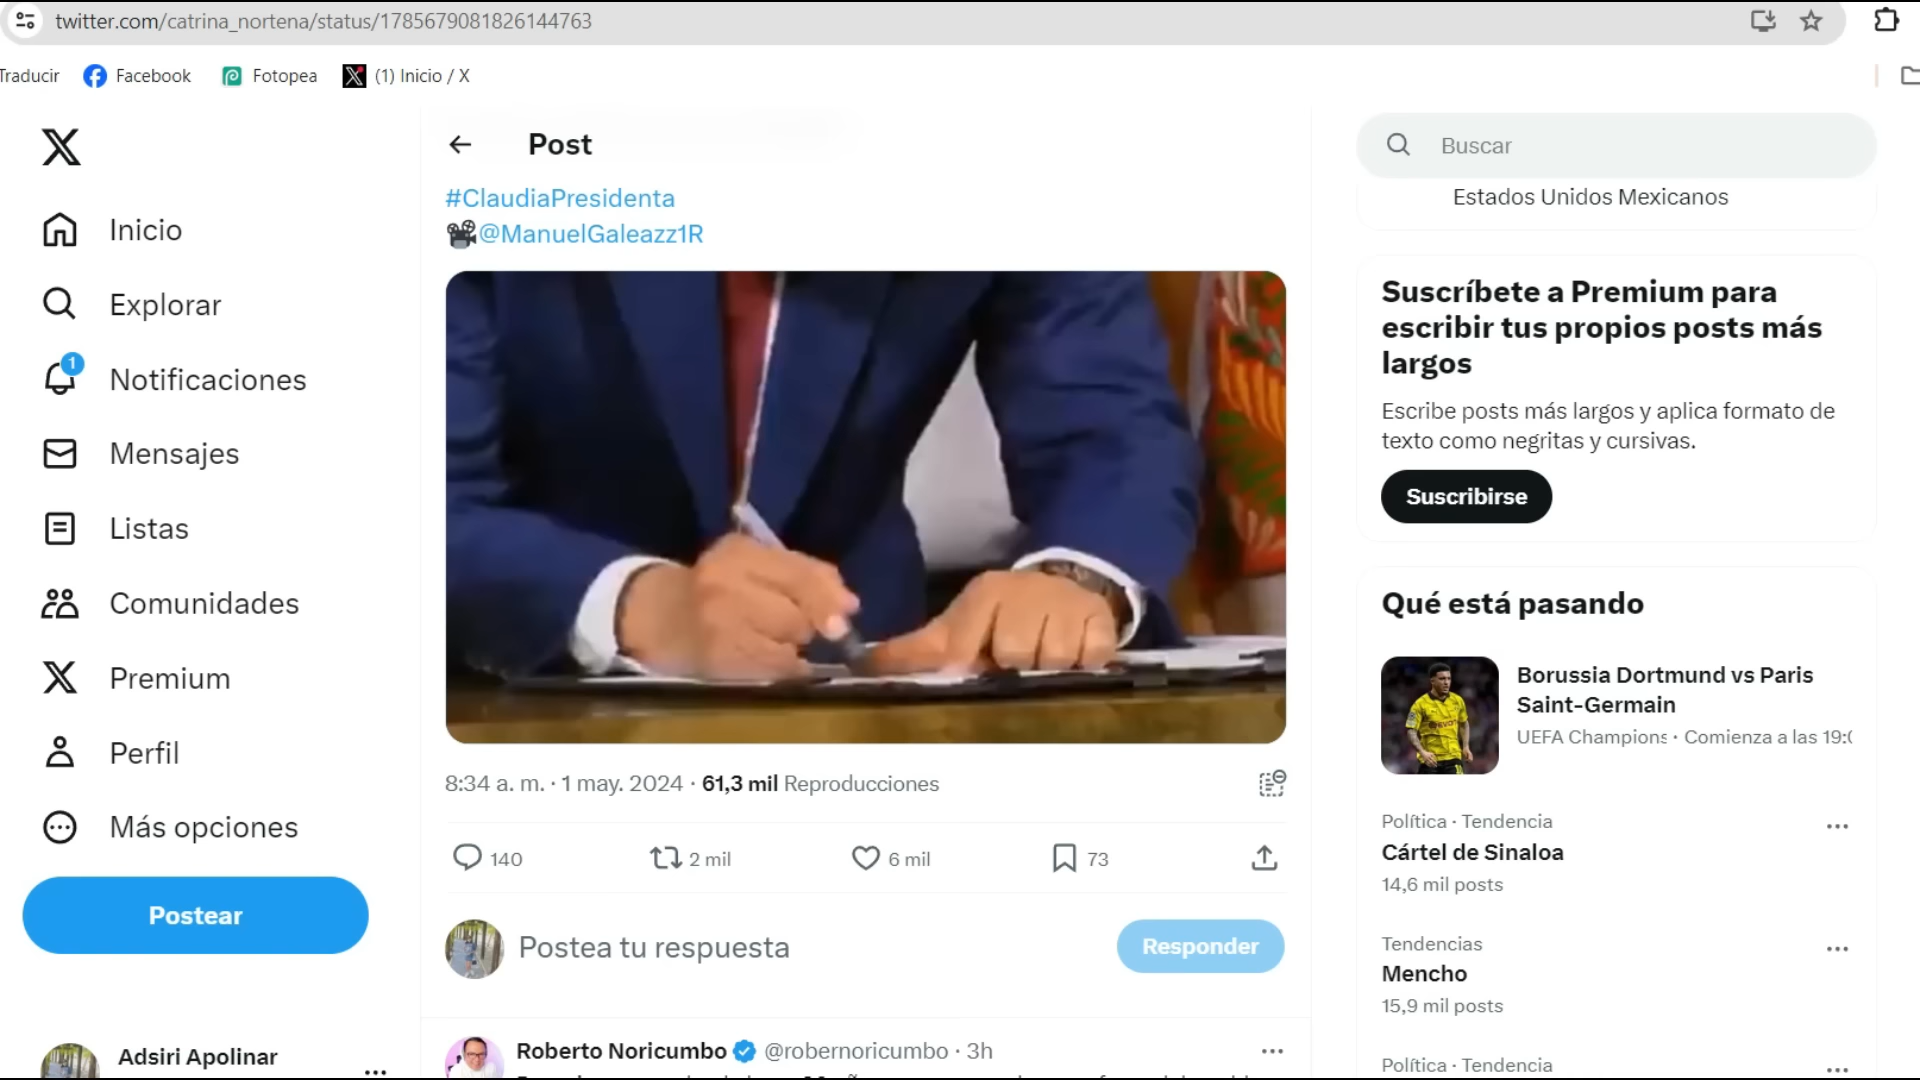 twitter.com/catrina_nortena/status/1785679081826144763
Traducir
Facebook
Fotopea
(1) Inicio / X
X
Inicio
Explorar
1
Notificaciones
Mensajes
Listas
Comunidades
Premium
Perfil
Más opciones
Postear
Adsiri Apolinar
Post
#ClaudiaPresidenta
@ManuelGaleazz1R
8:34 a. m. · 1 may. 2024 · 61,3 mil Reproducciones
140
2 mil
6 mil
73
Postea tu respuesta
Responder
Roberto Noricumbo @robernoricumbo · 3h
Buscar
Estados Unidos Mexicanos
Suscríbete a Premium para
escribir tus propios posts más
largos
Escribe posts más largos y aplica formato de
texto como negritas y cursivas.
Suscribirse
Qué está pasando
Borussia Dortmund vs Paris
Saint-Germain
UEFA Champions · Comienza a las 19:0
Política · Tendencia
Cártel de Sinaloa
14,6 mil posts
Tendencias
Mencho
15,9 mil posts
Política · Tendencia